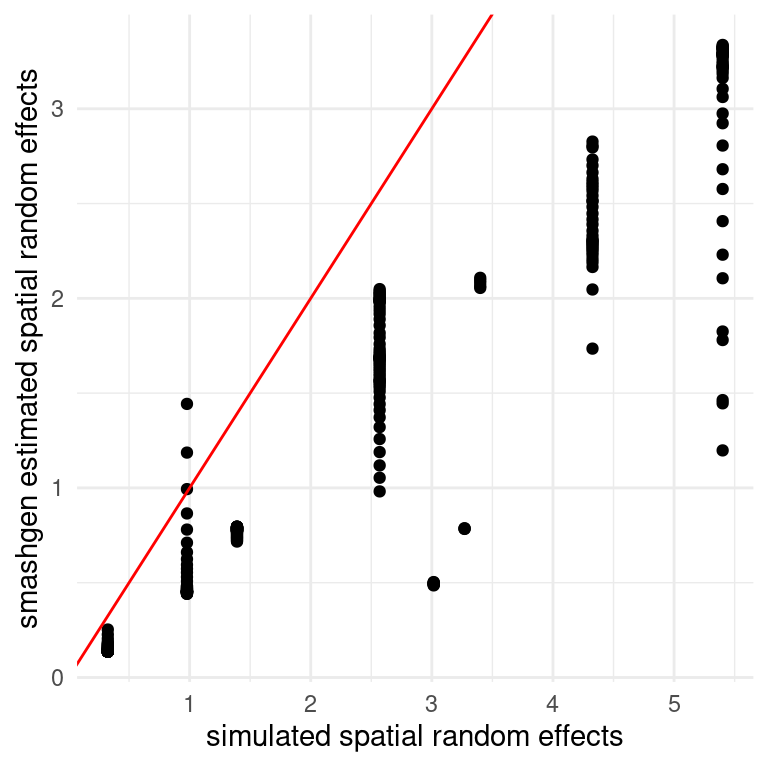 smashgen estimated spatial random effects
3
2
1
0
1 2 3 4 5
simulated spatial random effects